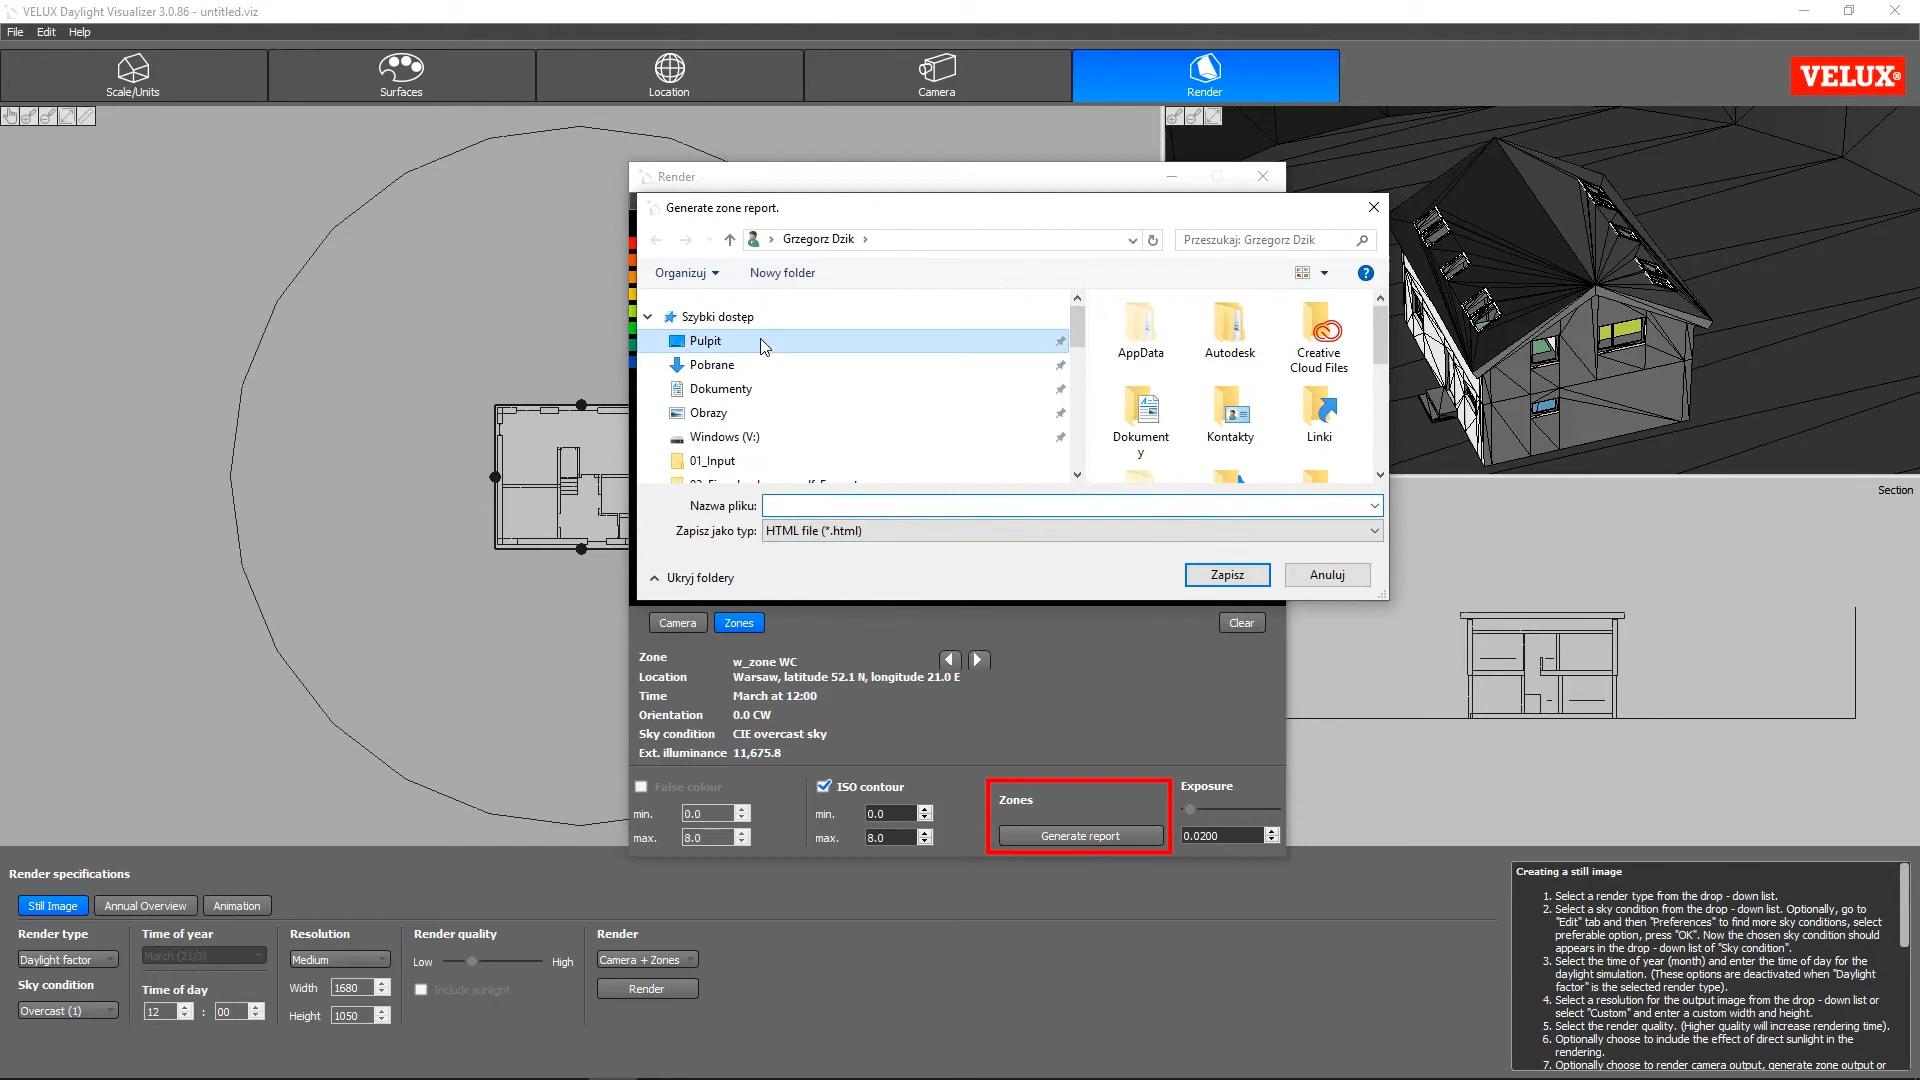 VELUX Daylight Visualizer 3.0.86 - untitled.viz
File Edit Help
Scale/Units
Surfaces
Location
Camera
Render
VELUX®
Render
Generate zone report.
Grzegorz Dzik
Przeszukaj: Grzegorz Dzik
Organizuj
Nowy folder
Szybki dostęp
Pulpit
Pobrane
Dokumenty
Obrazy
Windows (V:)
01_Input
AppData
Autodesk
Creative
Cloud Files
Dokument
y
Kontakty
Linki
Nazwa pliku:
Zapisz jako typ: HTML file (*.html)
Ukryj foldery
Zapisz
Anuluj
Section
Camera
Zones
Clear
Zone w_zone WC
Location Warsaw, latitude 52.1 N, longitude 21.0 E
Time March at 12:00
Orientation 0.0 CW
Sky condition CIE overcast sky
Ext. illuminance 11,675.8
False colour
min. 0.0
max. 8.0
ISO contour
min. 0.0
max. 8.0
Zones
Generate report
Exposure
0.0200
Render specifications
Still Image
Annual Overview
Animation
Render type
Daylight factor
Sky condition
Overcast (1)
Time of year
March (21/3)
Time of day
12 : 00
Resolution
Medium
Width 1680
Height 1050
Render quality
Low High
Include sunlight
Render
Camera + Zones
Render
Creating a still image
1. Select a render type from the drop - down list.
2. Select a sky condition from the drop - down list. Optionally, go to
"Edit" tab and then "Preferences" to find more sky conditions, select
preferable option, press "OK". Now the chosen sky condition should
appears in the drop - down list of "Sky condition".
3. Select the time of year (month) and enter the time of day for the
daylight simulation. (These options are deactivated when "Daylight
factor" is the selected render type).
4. Select a resolution for the output image from the drop - down list or
select "Custom" and enter a custom width and height.
5. Select the render quality. (Higher quality will increase rendering time).
6. Optionally choose to include the effect of direct sunlight in the
rendering.
7. Optionally choose to render camera output, generate zone output or